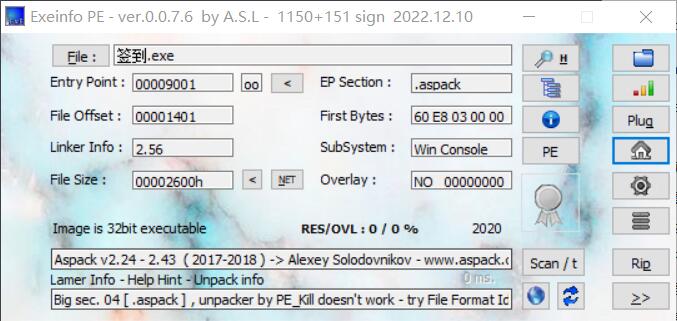 Exeinfo PE - ver.0.0.7.6 by A.S.L - 1150+151 sign 2022.12.10
File : 签到.exe H
Entry Point : 00009001 oo < EP Section : .aspack
File Offset : 00001401 First Bytes : 60 E8 03 00 00 Plug
Linker Info : 2.56 SubSystem : Win Console PE
File Size : 00002600h < NET Overlay : NO 00000000
Image is 32bit executable RES/OVL : 0 / 0 % 2020
Aspack v2.24 - 2.43 ( 2017-2018 ) -> Alexey Solodovnikov - www.aspack.c Scan / t Rip
Lamer Info - Help Hint - Unpack info 0 ms.
Big sec. 04 [ .aspack ] , unpacker by PE_Kill doesn't work - try File Format Id >>